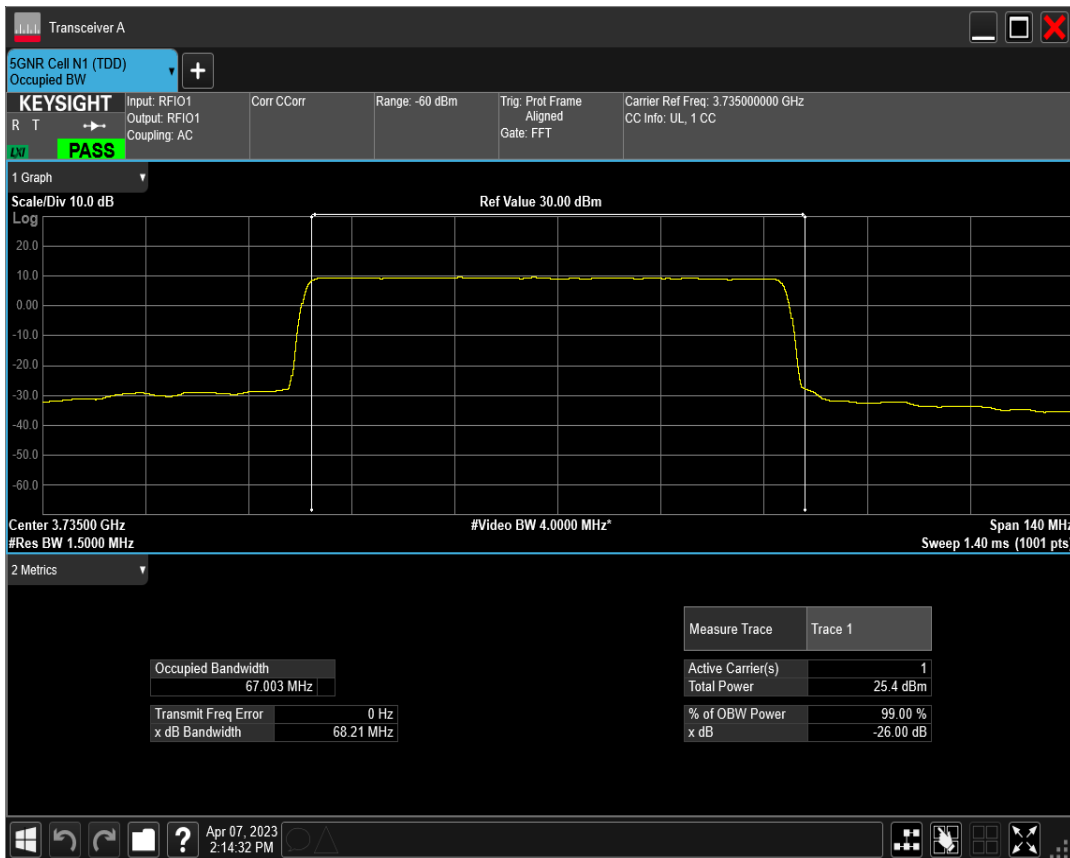 Transceiver A
5GNR Cell N1 (TDD)
Occupied BW
+
KEYSIGHT
R T
LXI
PASS
Input: RFIO1
Output: RFIO1
Coupling: AC
Corr CCorr
Range: -60 dBm
Trig: Prot Frame
Aligned
Gate: FFT
Carrier Ref Freq: 3.735000000 GHz
CC Info: UL, 1 CC
1 Graph
Scale/Div 10.0 dB
Ref Value 30.00 dBm
Log
20.0
10.0
0.00
-10.0
-20.0
-30.0
-40.0
-50.0
-60.0
Center 3.73500 GHz
#Video BW 4.0000 MHz*
Span 140 MHz
#Res BW 1.5000 MHz
Sweep 1.40 ms (1001 pts)
2 Metrics
Measure Trace Trace 1
Occupied Bandwidth
67.003 MHz
Active Carrier(s) 1
Total Power 25.4 dBm
Transmit Freq Error 0 Hz
x dB Bandwidth 68.21 MHz
% of OBW Power 99.00 %
x dB -26.00 dB
?
Apr 07, 2023
2:14:32 PM